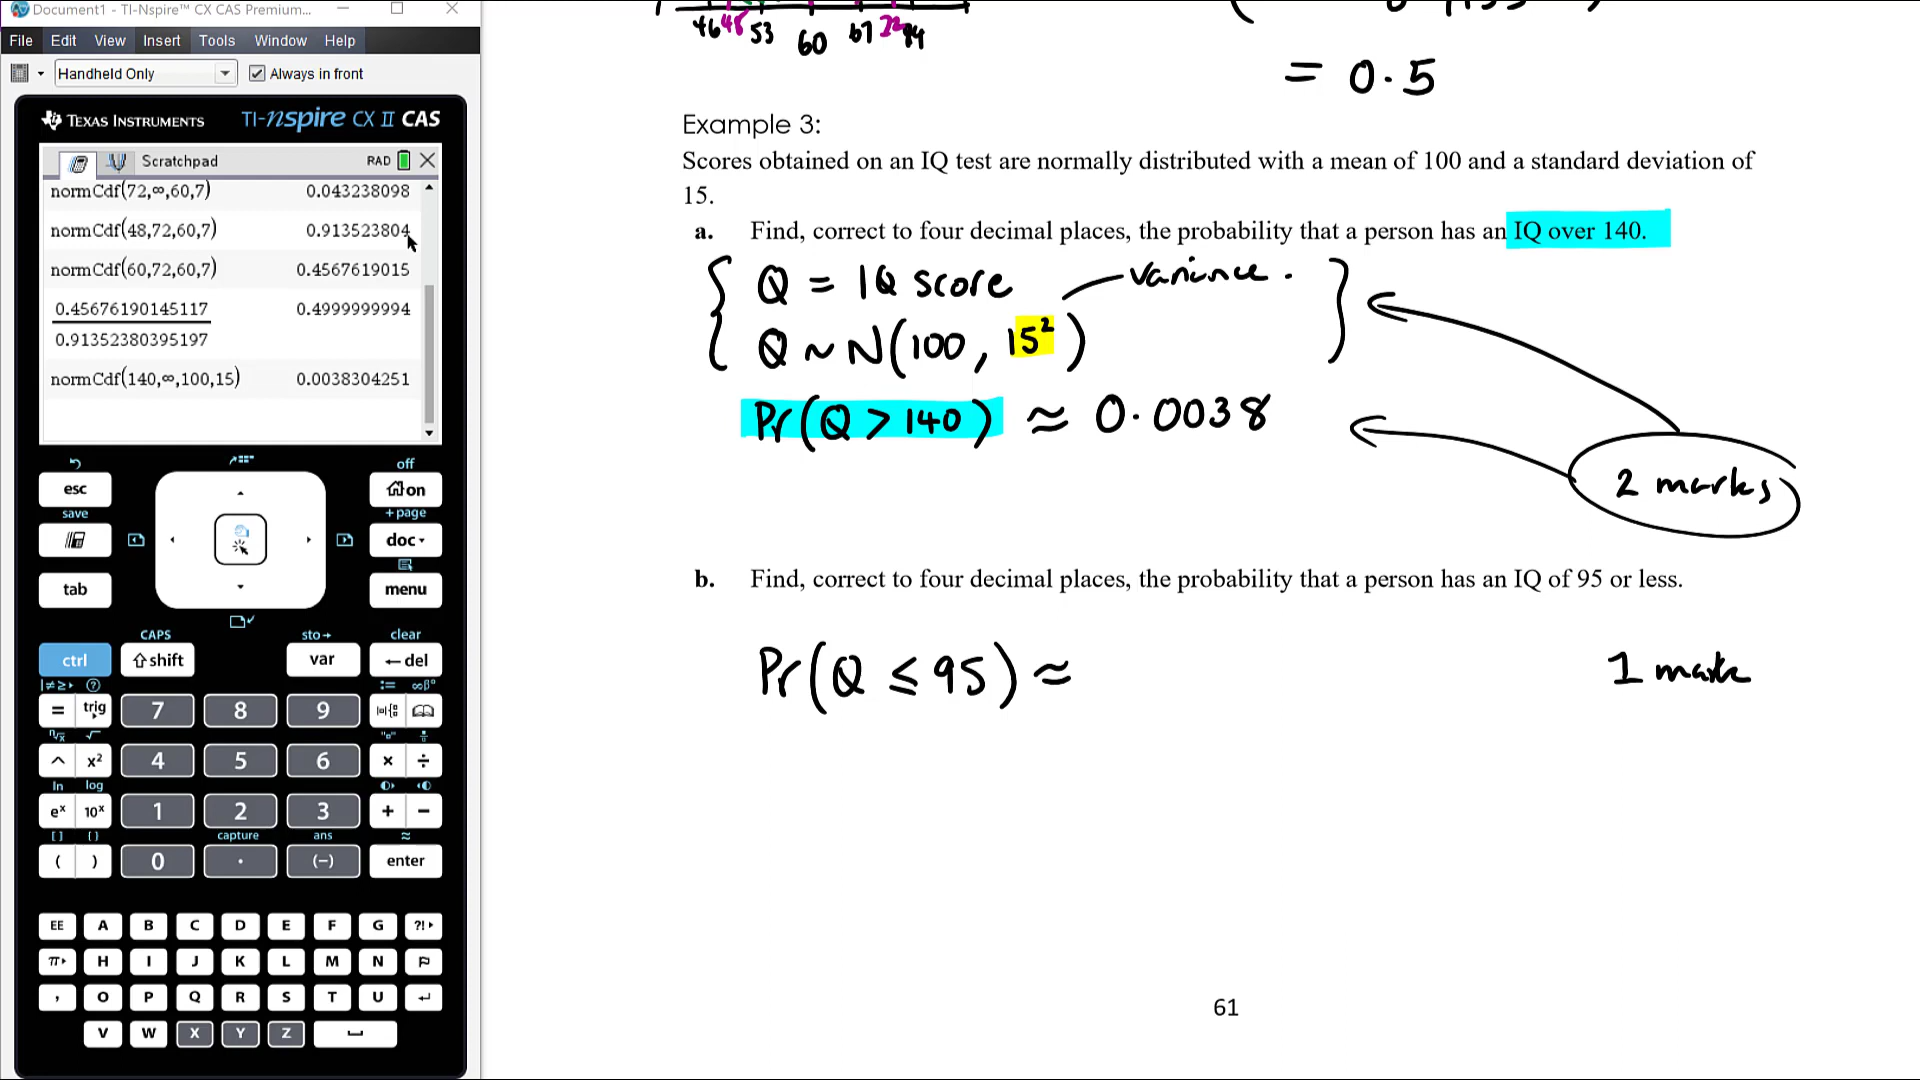 Document1 - TI-Nspire™ CX CAS Premium...
File Edit View Insert Tools Window Help
Handheld Only
Always in front
TEXAS INSTRUMENTS TI-nspire CX II CAS
Scratchpad RAD
normCdf(72,∞,60,7) 0.043238098
normCdf(48,72,60,7) 0.913523804
normCdf(60,72,60,7) 0.4567619015
0.45676190145117 0.4999999994
0.91352380395197
normCdf(140,∞,100,15) 0.0038304251
off
esc on
save +page
doc
tab menu
CAPS sto→ clear
ctrl shift var ←del
|≠≥▸ ? := ∞β°
= trig 7 8 9
^ x² 4 5 6 × ÷
ln log
eˣ 10ˣ 1 2 3 + −
[ ] { } capture ans ≈
( ) 0 . (−) enter
EE A B C D E F G ?!▸
π▸ H I J K L M N
, O P Q R S T U ↵
V W X Y Z
46 48 53 60 67 72 74
= 0.5
Example 3:
Scores obtained on an IQ test are normally distributed with a mean of 100 and a standard deviation of
15.
a. Find, correct to four decimal places, the probability that a person has an IQ over 140.
Q = IQ score variance.
Q ~ N(100, 15²)
Pr(Q > 140) ≈ 0.0038
2 marks
b. Find, correct to four decimal places, the probability that a person has an IQ of 95 or less.
Pr(Q ≤ 95) ≈ 1 mark
61